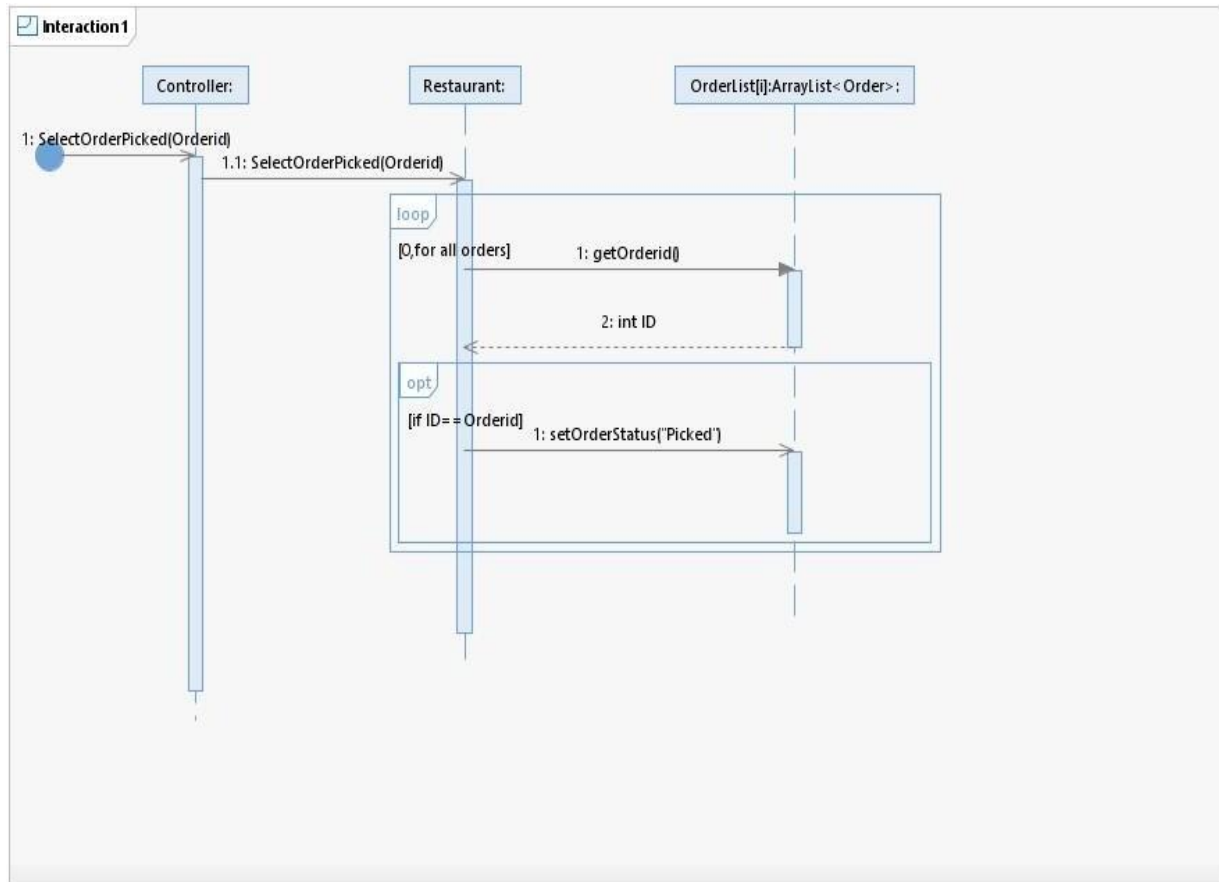 Interaction1
Controller:
Restaurant:
OrderList[i]:ArrayList<Order>:
1: SelectOrderPicked(Orderid)
1.1: SelectOrderPicked(Orderid)
loop
[0,for all orders]
1: getOrderid()
2: int ID
opt
[if ID==Orderid]
1: setOrderStatus("Picked")